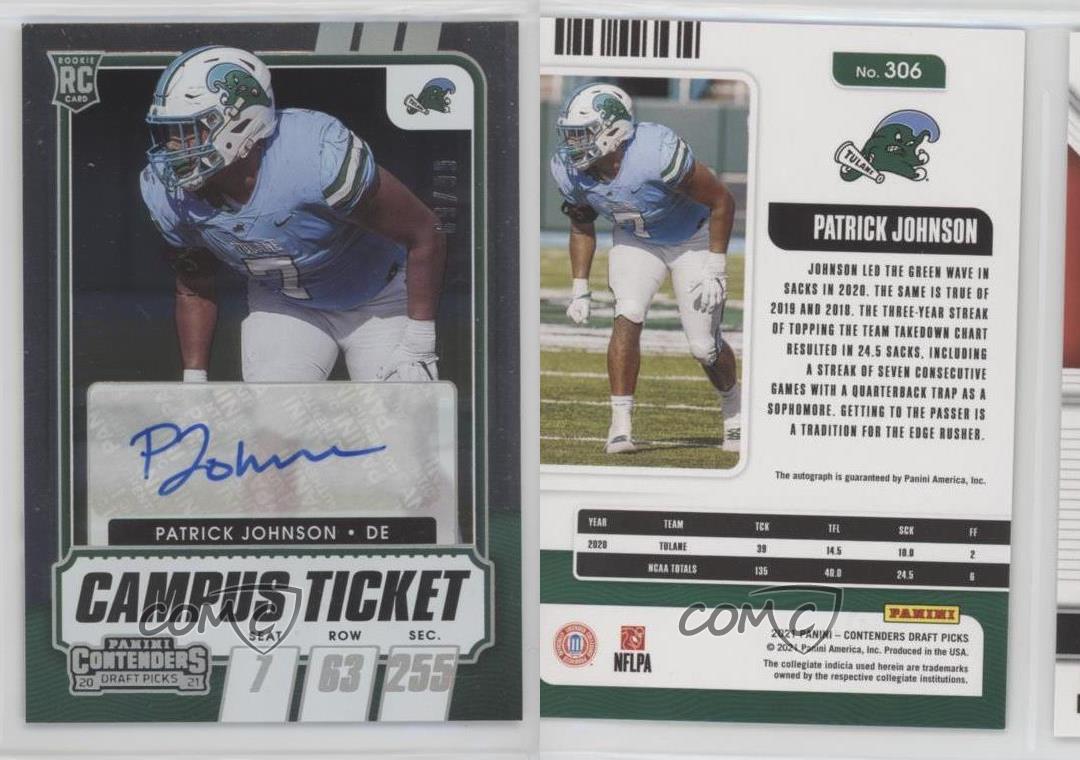 ROOKIE
RC
CARD
TULANE
7
P Johnson
PATRICK JOHNSON • DE
CAMPUS TICKET
SEAT ROW SEC.
7 63 255
PANINI
CONTENDERS
20 DRAFT PICKS 21
COMC
No. 306
TULANE
7
PATRICK JOHNSON
JOHNSON LED THE GREEN WAVE IN
SACKS IN 2020. THE SAME IS TRUE OF
2019 AND 2018. THE THREE-YEAR STREAK
OF TOPPING THE TEAM TAKEDOWN CHART
RESULTED IN 24.5 SACKS, INCLUDING
A STREAK OF SEVEN CONSECUTIVE
GAMES WITH A QUARTERBACK TRAP AS A
SOPHOMORE. GETTING TO THE PASSER IS
A TRADITION FOR THE EDGE RUSHER.
The autograph is guaranteed by Panini America, Inc.
YEAR TEAM TCK TFL SCK FF
2020 TULANE 39 14.5 10.0 2
NCAA TOTALS 135 40.0 24.5 6
PANINI
COMC
NFLPA
2021 PANINI – CONTENDERS DRAFT PICKS
© 2021 Panini America, Inc. Produced in the USA.
The collegiate indicia used herein are trademarks
owned by the respective collegiate institutions.